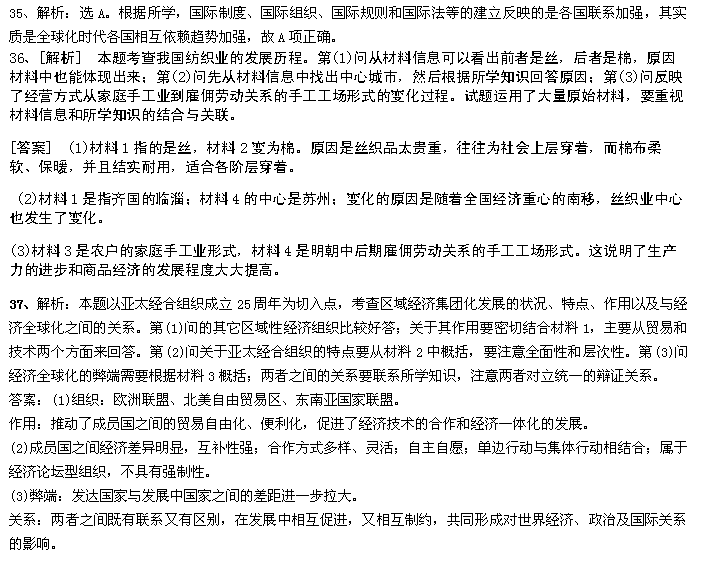 35、解析：选 A。根据所学，国际制度、国际组织、国际规则和国际法等的建立反映的是各国联系加强，其实
质是全球化时代各国相互依赖趋势加强，故 A 项正确。
36、[解析]　本题考查我国纺织业的发展历程。第(1)问从材料信息可以看出前者是丝，后者是棉，原因
材料中也能体现出来；第(2)问先从材料信息中找出中心城市，然后根据所学知识回答原因；第(3)问反映
了经营方式从家庭手工业到雇佣劳动关系的手工工场形式的变化过程。试题运用了大量原始材料，要重视
材料信息和所学知识的结合与关联。
[答案]　(1)材料 1 指的是丝，材料 2 变为棉。原因是丝织品太贵重，往往为社会上层穿着，而棉布柔
软、保暖，并且结实耐用，适合各阶层穿着。
(2)材料 1 是指齐国的临淄；材料 4 的中心是苏州；变化的原因是随着全国经济重心的南移，丝织业中心
也发生了变化。
(3)材料 3 是农户的家庭手工业形式，材料 4 是明朝中后期雇佣劳动关系的手工工场形式。这说明了生产
力的进步和商品经济的发展程度大大提高。
37、解析：本题以亚太经合组织成立 25 周年为切入点，考查区域经济集团化发展的状况、特点、作用以及与经
济全球化之间的关系。第(1)问的其它区域性经济组织比较好答；关于其作用要密切结合材料 1，主要从贸易和
技术两个方面来回答。第(2)问关于亚太经合组织的特点要从材料 2 中概括，要注意全面性和层次性。第(3)问
经济全球化的弊端需要根据材料 3 概括；两者之间的关系要联系所学知识，注意两者对立统一的辩证关系。
答案：(1)组织：欧洲联盟、北美自由贸易区、东南亚国家联盟。
作用：推动了成员国之间的贸易自由化、便利化，促进了经济技术的合作和经济一体化的发展。
(2)成员国之间经济差异明显，互补性强；合作方式多样、灵活；自主自愿；单边行动与集体行动相结合；属于
经济论坛型组织，不具有强制性。
(3)弊端：发达国家与发展中国家之间的差距进一步拉大。
关系：两者之间既有联系又有区别，在发展中相互促进，又相互制约，共同形成对世界经济、政治及国际关系
的影响。